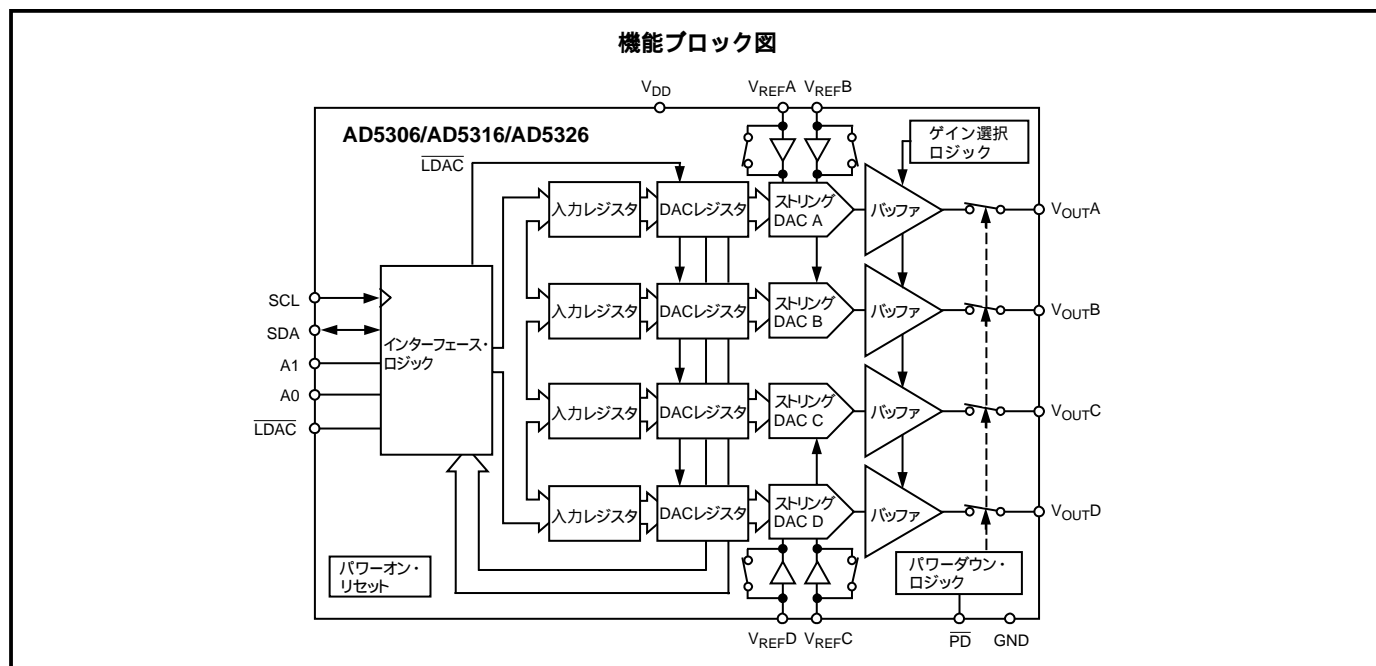 機能ブロック図
VDD
VREFA VREFB
AD5306/AD5316/AD5326
LDAC
ゲイン選択
ロジック
入力レジスタ
DACレジスタ
ストリング
DAC A
バッファ
VOUTA
SCL
SDA
A1
A0
LDAC
インターフェース・
ロジック
入力レジスタ
DACレジスタ
ストリング
DAC B
バッファ
VOUTB
入力レジスタ
DACレジスタ
ストリング
DAC C
バッファ
VOUTC
入力レジスタ
DACレジスタ
ストリング
DAC D
バッファ
VOUTD
パワーオン・
リセット
パワーダウン・
ロジック
VREFD VREFC
PD
GND